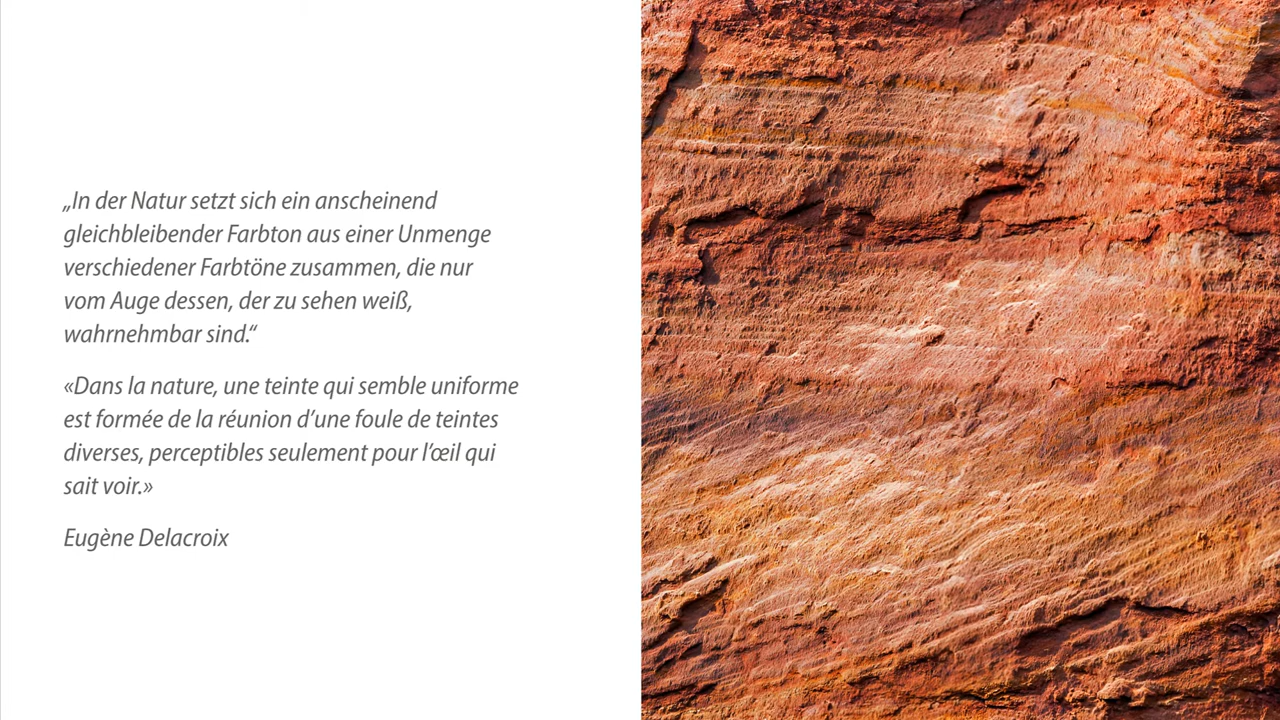 „In der Natur setzt sich ein anscheinend
gleichbleibender Farbton aus einer Unmenge
verschiedener Farbtöne zusammen, die nur
vom Auge dessen, der zu sehen weiß,
wahrnehmbar sind.“
«Dans la nature, une teinte qui semble uniforme
est formée de la réunion d’une foule de teintes
diverses, perceptibles seulement pour l’œil qui
sait voir.»
Eugène Delacroix